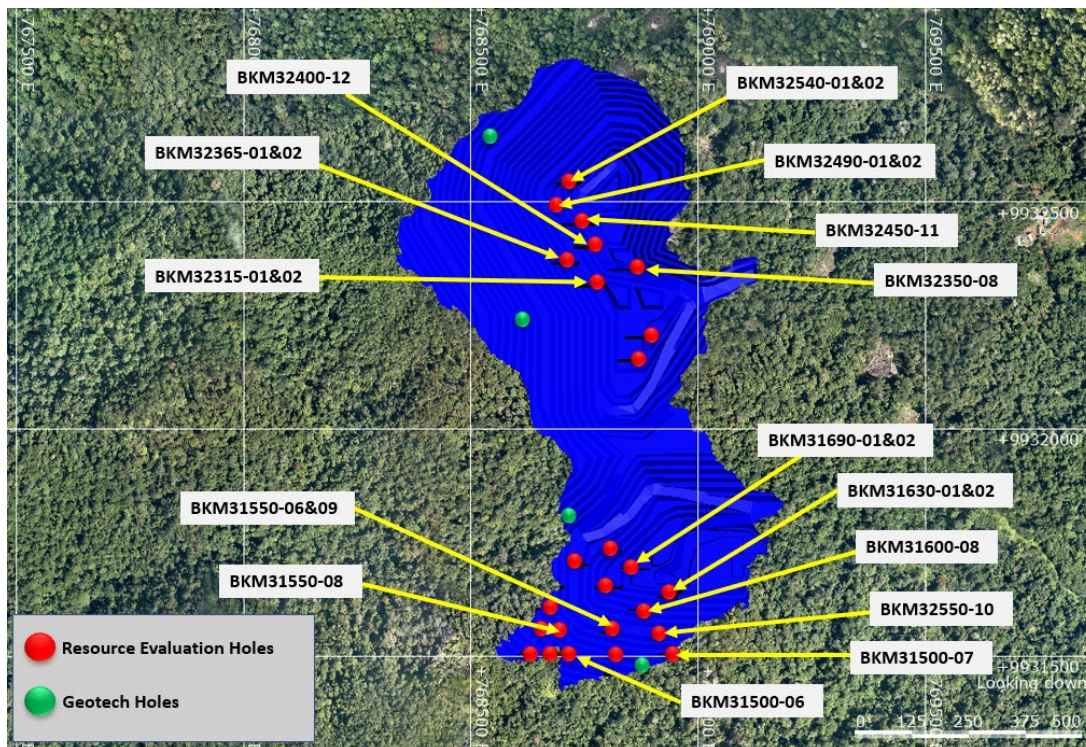 +767500 E
+76800
+768500 E
+769000 E
+769500 E
BKM32400-12
BKM32540-01&02
BKM32365-01&02
BKM32490-01&02
+9932500
BKM32450-11
BKM32315-01&02
BKM32350-08
+9932000
BKM31690-01&02
BKM31550-06&09
BKM31630-01&02
BKM31600-08
BKM31550-08
BKM32550-10
Resource Evaluation Holes
BKM31500-07
+9931500
Looking down
Geotech Holes
BKM31500-06
+768500
0 125 250 375 500